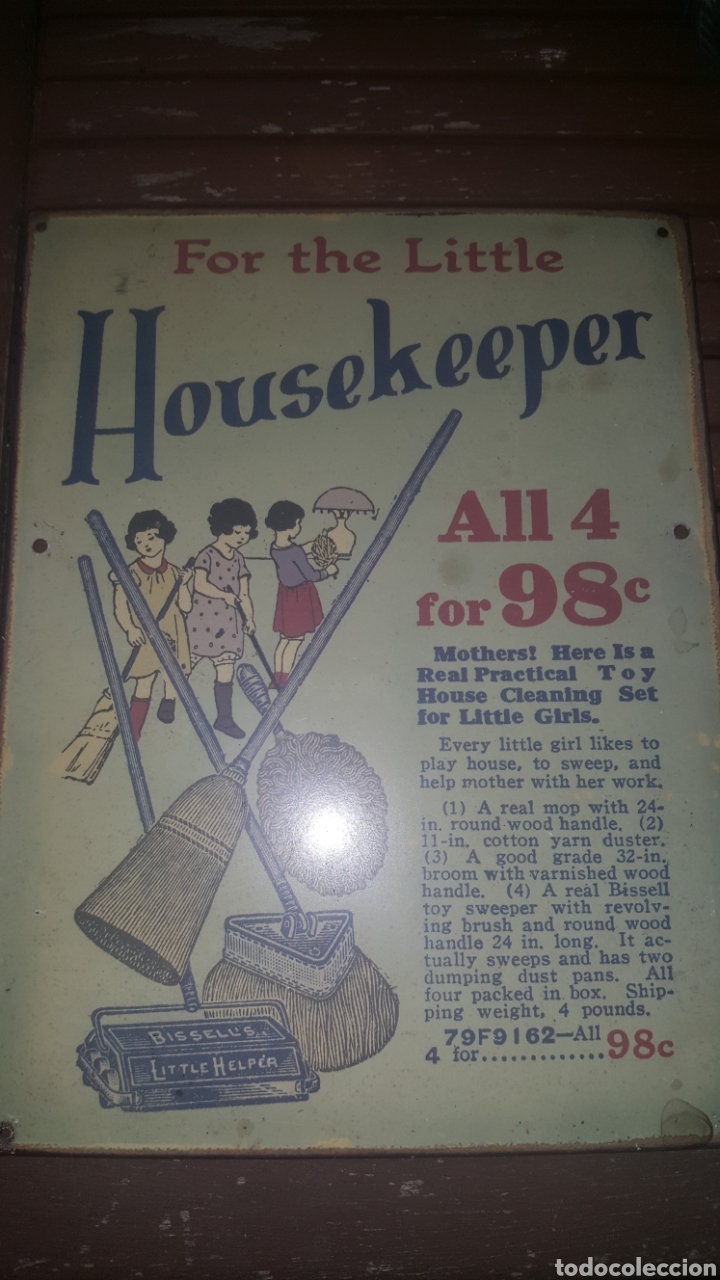 For the Little
Housekeeper
All 4
for 98c
Mothers! Here Is a
Real Practical Toy
House Cleaning Set
for Little Girls.
Every little girl likes to
play house, to sweep, and
help mother with her work.
(1) A real mop with 24-
in. round wood handle. (2)
11-in. cotton yarn duster.
(3) A good grade 32-in.
broom with varnished wood
handle. (4) A real Bissell
toy sweeper with revolv-
ing brush and round wood
handle 24 in. long. It ac-
tually sweeps and has two
dumping dust pans. All
four packed in box. Ship-
ping weight, 4 pounds.
79F9162—All
4 for.............98c
BISSELL'S
LITTLE HELPER
todocoleccion